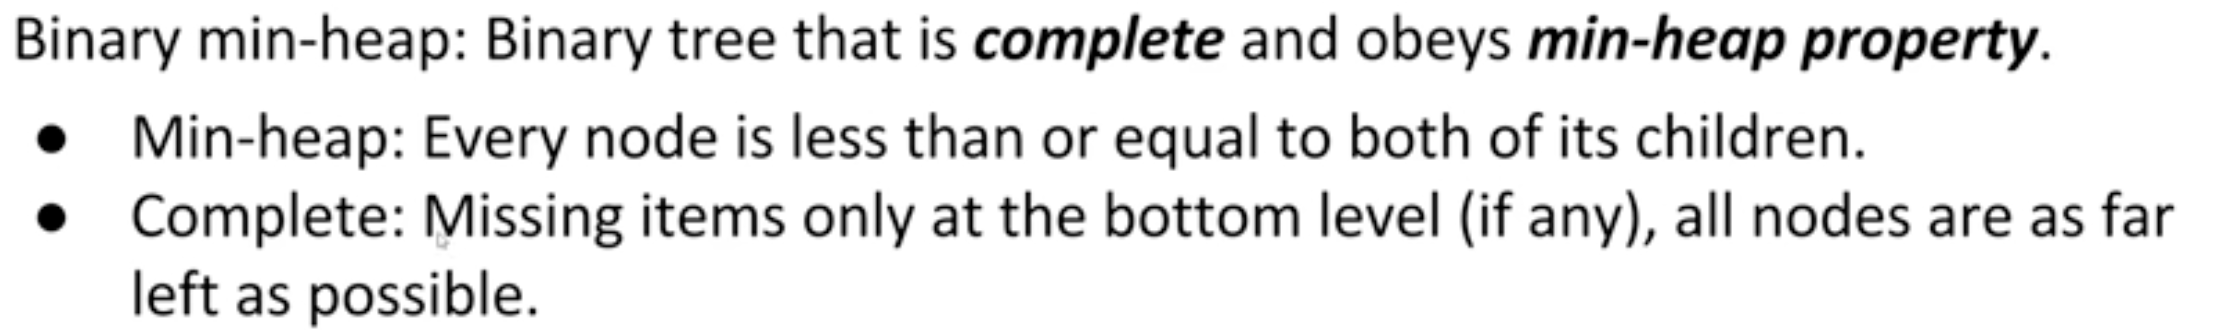 Binary min-heap: Binary tree that is complete and obeys min-heap property.
● Min-heap: Every node is less than or equal to both of its children.
● Complete: Missing items only at the bottom level (if any), all nodes are as far
left as possible.